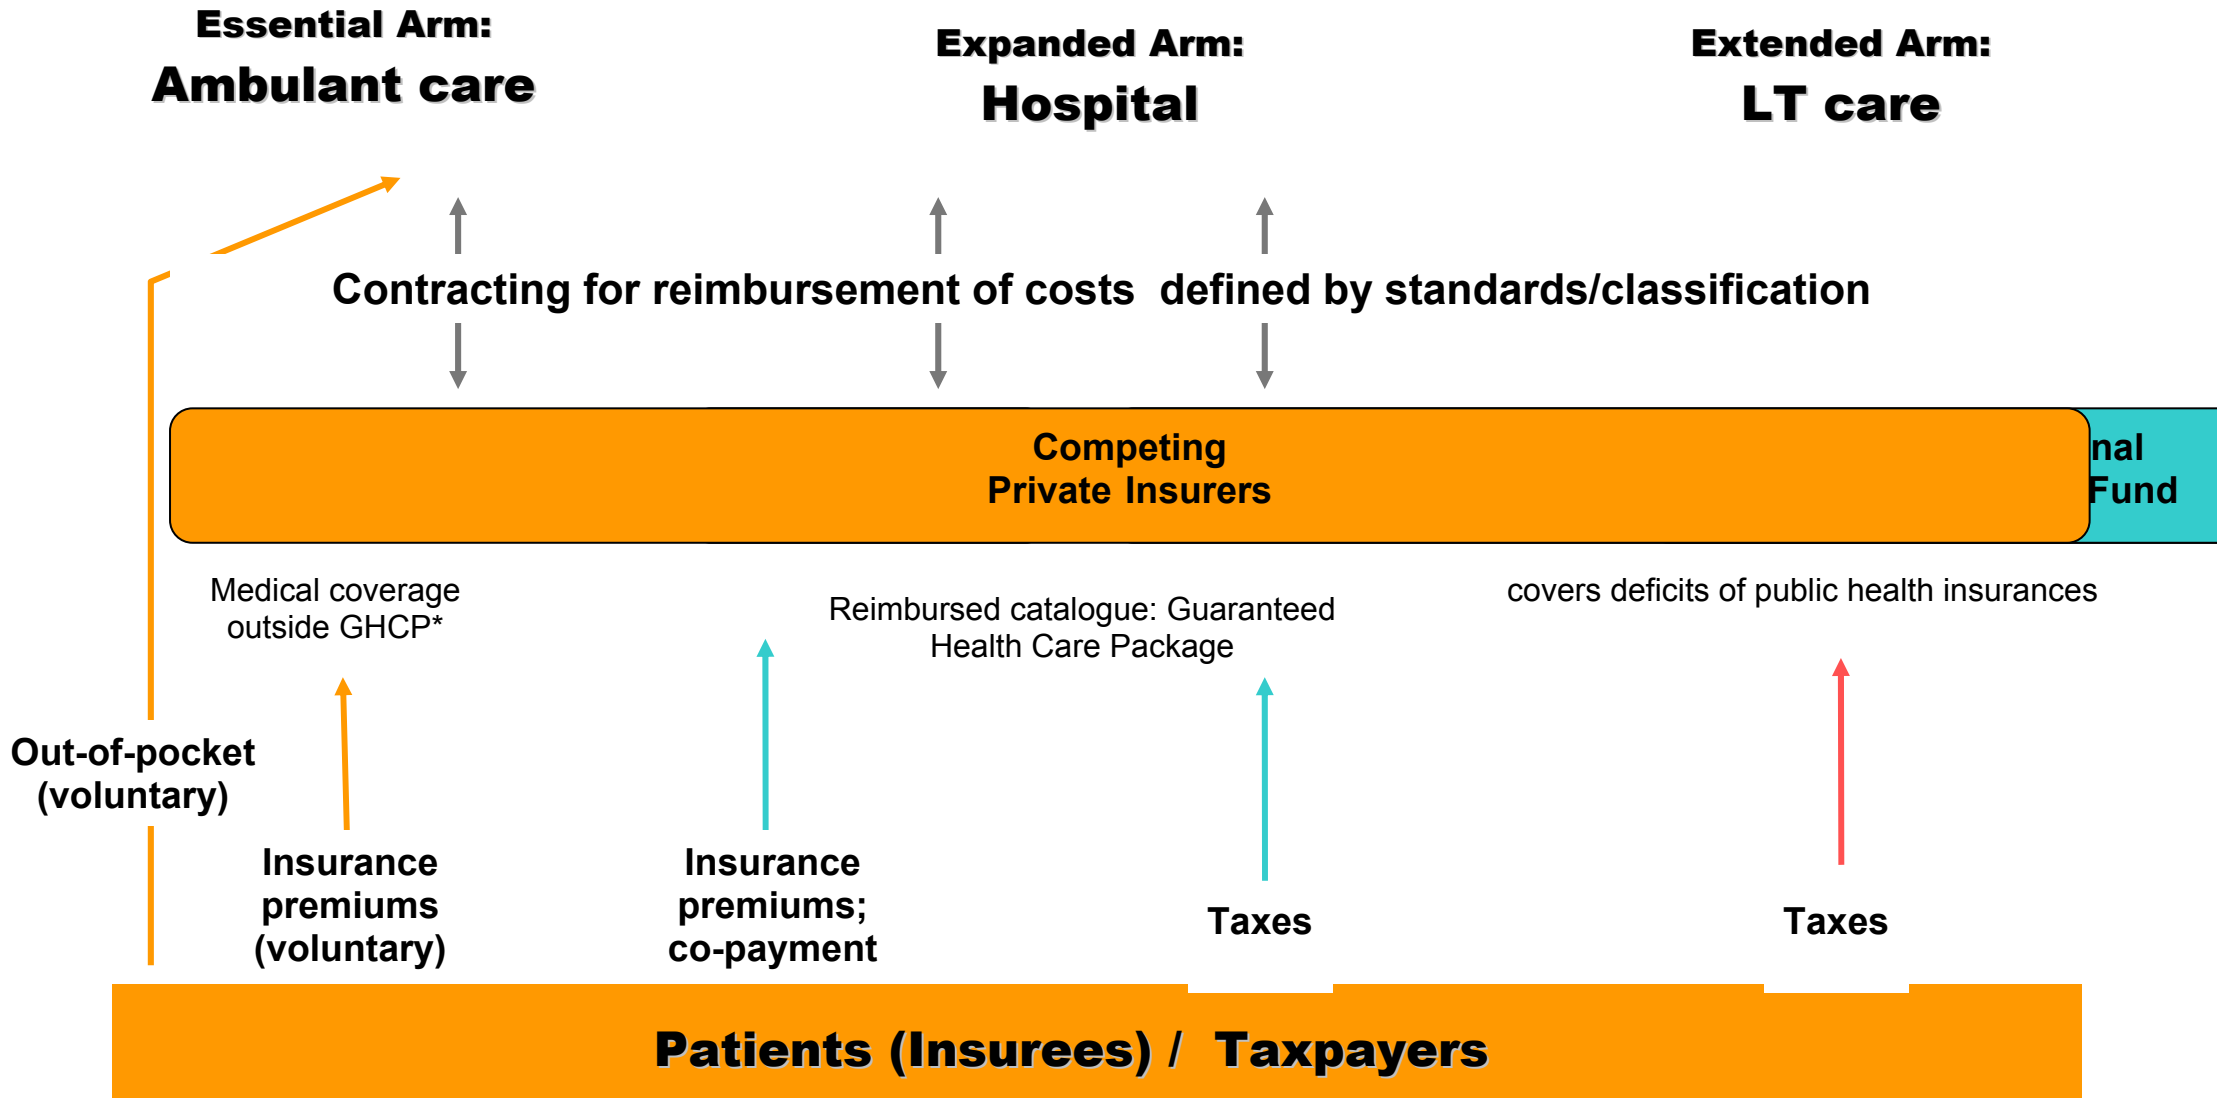 Essential Arm:
Ambulant care
Expanded Arm:
Hospital
Extended Arm:
LT care
Contracting for reimbursement of costs  defined by standards/classification
Competing
Private Insurers
nal
Fund
Medical coverage
outside GHCP*
Reimbursed catalogue: Guaranteed
Health Care Package
covers deficits of public health insurances
Out-of-pocket
(voluntary)
Insurance
premiums
(voluntary)
Insurance
premiums;
co-payment
Taxes
Taxes
Patients (Insurees) /  Taxpayers